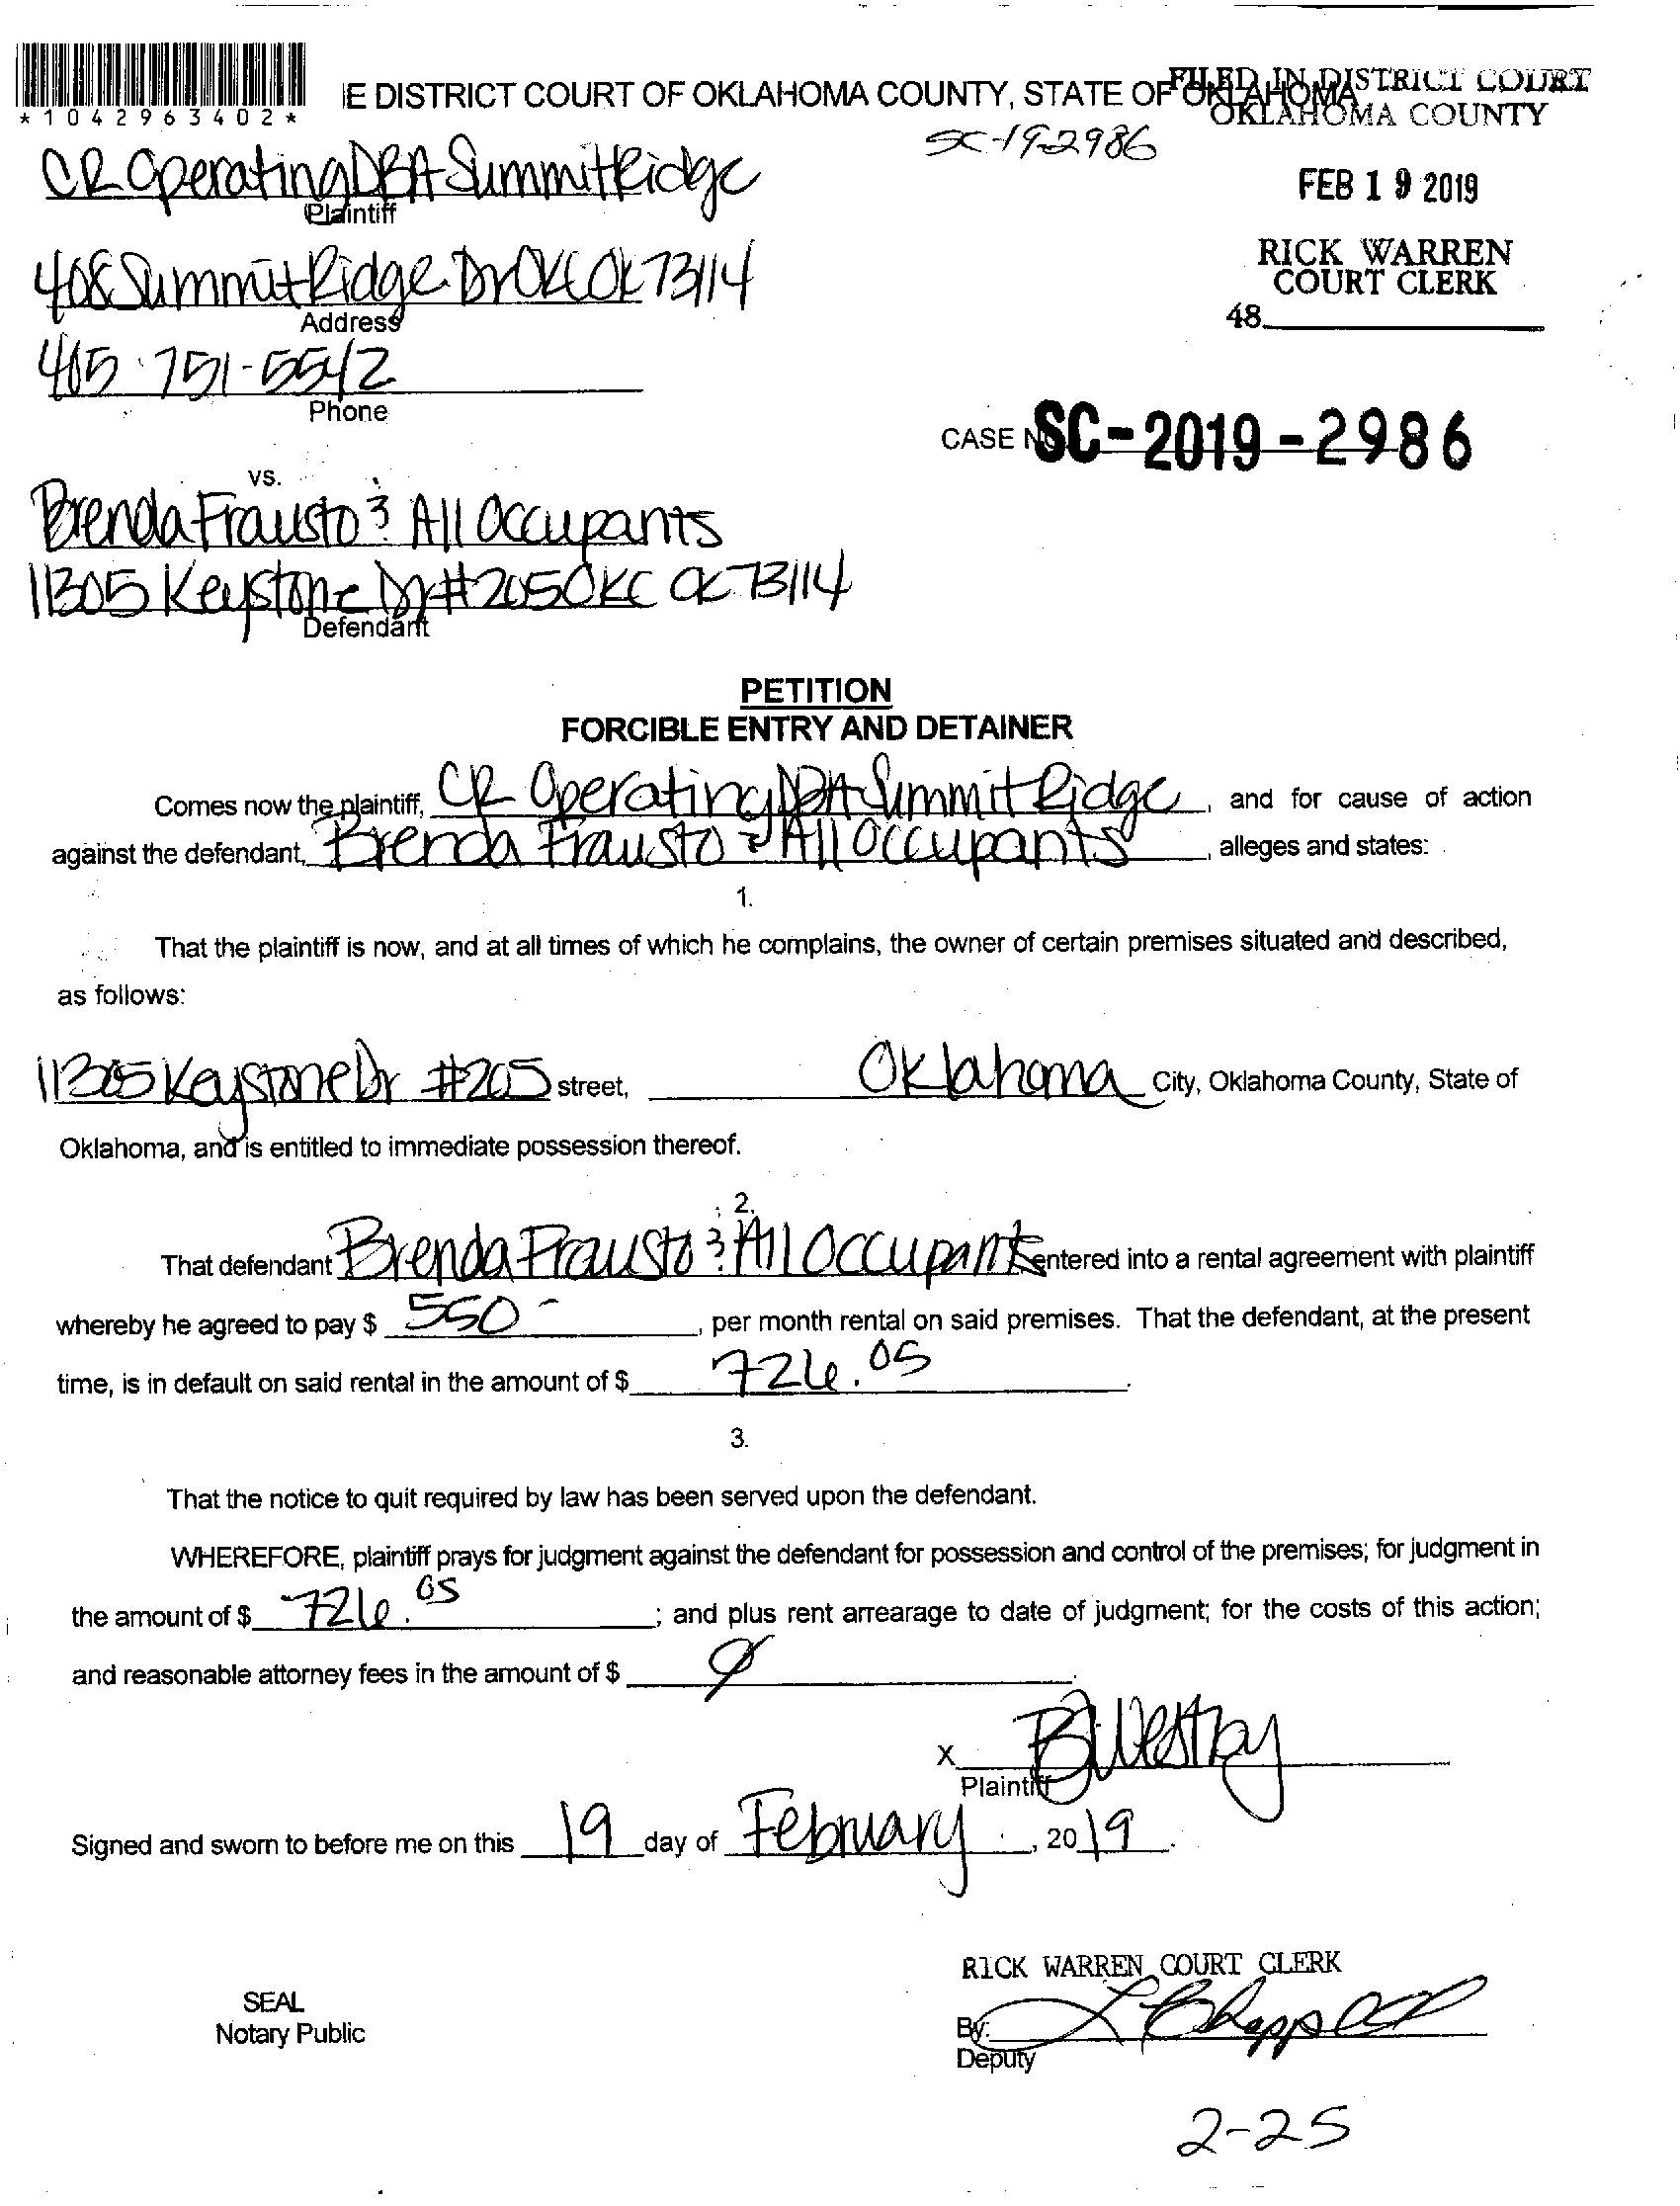 *1042963402*
IE DISTRICT COURT OF OKLAHOMA COUNTY, STATE OF OKLAHOMA
FILED IN DISTRICT COURT
OKLAHOMA COUNTY
SC-19-2986
CR Operating DBA Summit Ridge
Plaintiff
FEB 19 2019
408 Summit Ridge Dr OKC OK 73114
Address
RICK WARREN
COURT CLERK
48
405 751-5542
Phone
CASE NO. SC-2019-2986
vs.
Brenda Frausto & All Occupants
11305 Keystone Dr #205 OKC OK 73114
Defendant
PETITION
FORCIBLE ENTRY AND DETAINER
Comes now the plaintiff, CR Operating DBA Summit Ridge, and for cause of action
against the defendant, Brenda Frausto & All Occupants, alleges and states:
1.
That the plaintiff is now, and at all times of which he complains, the owner of certain premises situated and described,
as follows:
11305 Keystone Dr #205 street, Oklahoma City, Oklahoma County, State of
Oklahoma, and is entitled to immediate possession thereof.
2.
That defendant Brenda Frausto & All Occupants entered into a rental agreement with plaintiff
whereby he agreed to pay $ 550-, per month rental on said premises. That the defendant, at the present
time, is in default on said rental in the amount of $ 726.05.
3.
That the notice to quit required by law has been served upon the defendant.
WHEREFORE, plaintiff prays for judgment against the defendant for possession and control of the premises; for judgment in
the amount of $ 726.05; and plus rent arrearage to date of judgment; for the costs of this action;
and reasonable attorney fees in the amount of $ 0.
X
Plaintiff
Signed and sworn to before me on this 19 day of February, 2019.
RICK WARREN COURT CLERK
SEAL
Notary Public
By:
Deputy
2-25